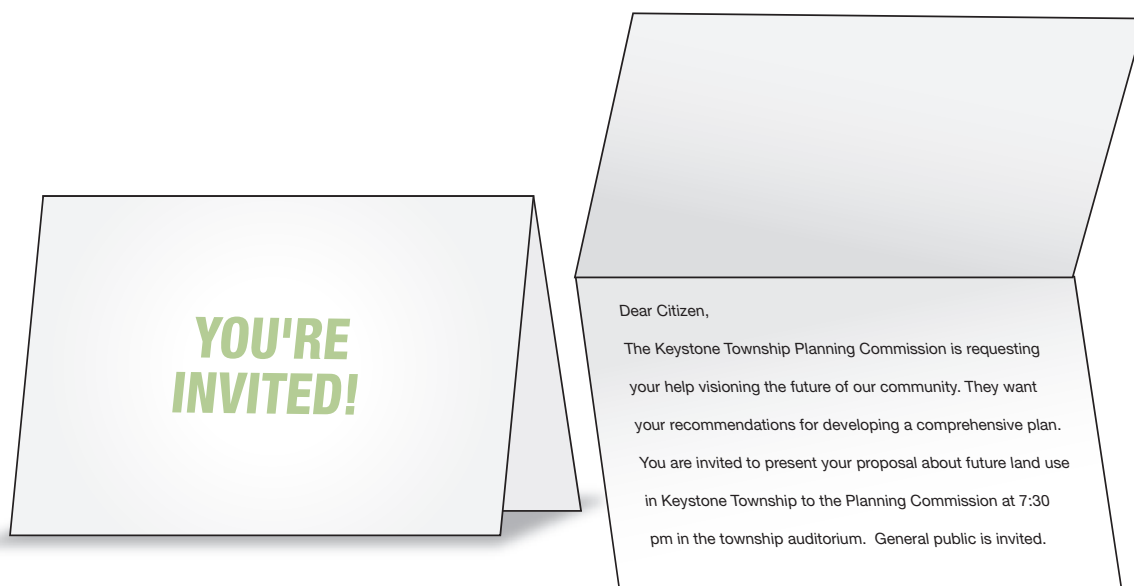 YOU'RE
INVITED!
Dear Citizen,
The Keystone Township Planning Commission is requesting
your help visioning the future of our community. They want
your recommendations for developing a comprehensive plan.
You are invited to present your proposal about future land use
in Keystone Township to the Planning Commission at 7:30
pm in the township auditorium.  General public is invited.